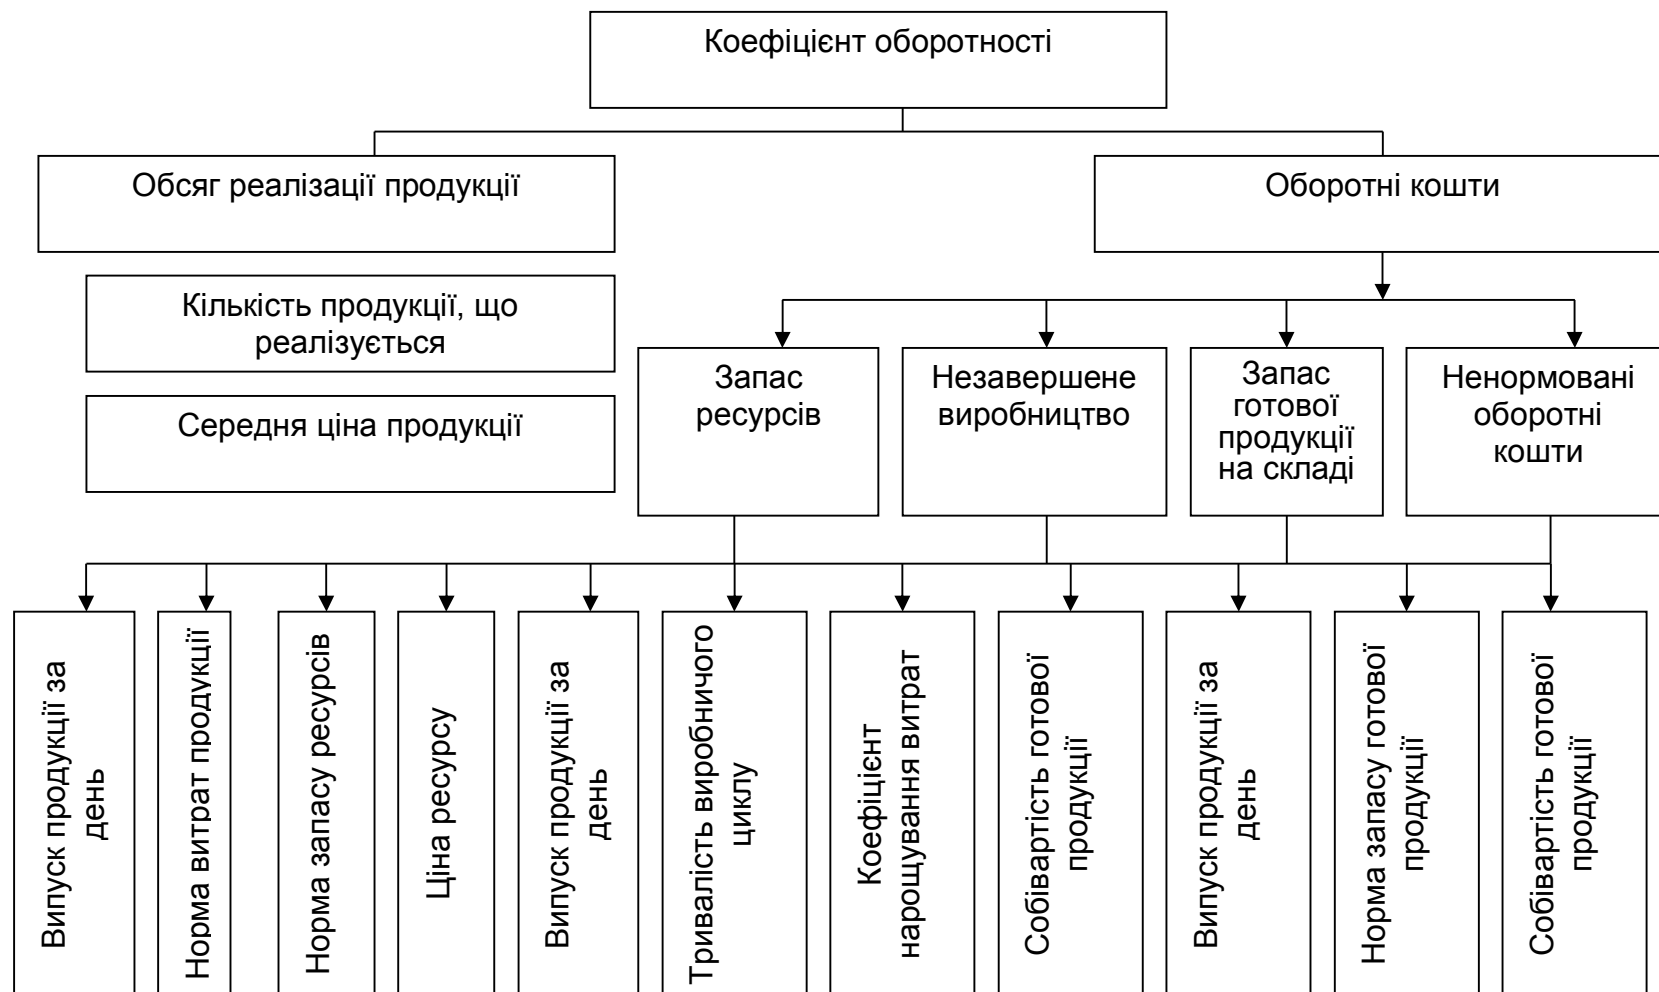 Коефіцієнт оборотності
Обсяг реалізації продукції
Оборотні кошти
Кількість продукції, що
реалізується
Середня ціна продукції
Запас
ресурсів
Незавершене
виробництво
Запас
готової
продукції
на складі
Ненормовані
оборотні
кошти
Випуск продукції за
день
Норма витрат продукції
Норма запасу ресурсів
Ціна ресурсу
Випуск продукції за
день
Тривалість виробничого
циклу
Коефіцієнт
нарощування витрат
Собівартість готової
продукції
Випуск продукції за
день
Норма запасу готової
продукції
Собівартість готової
продукції